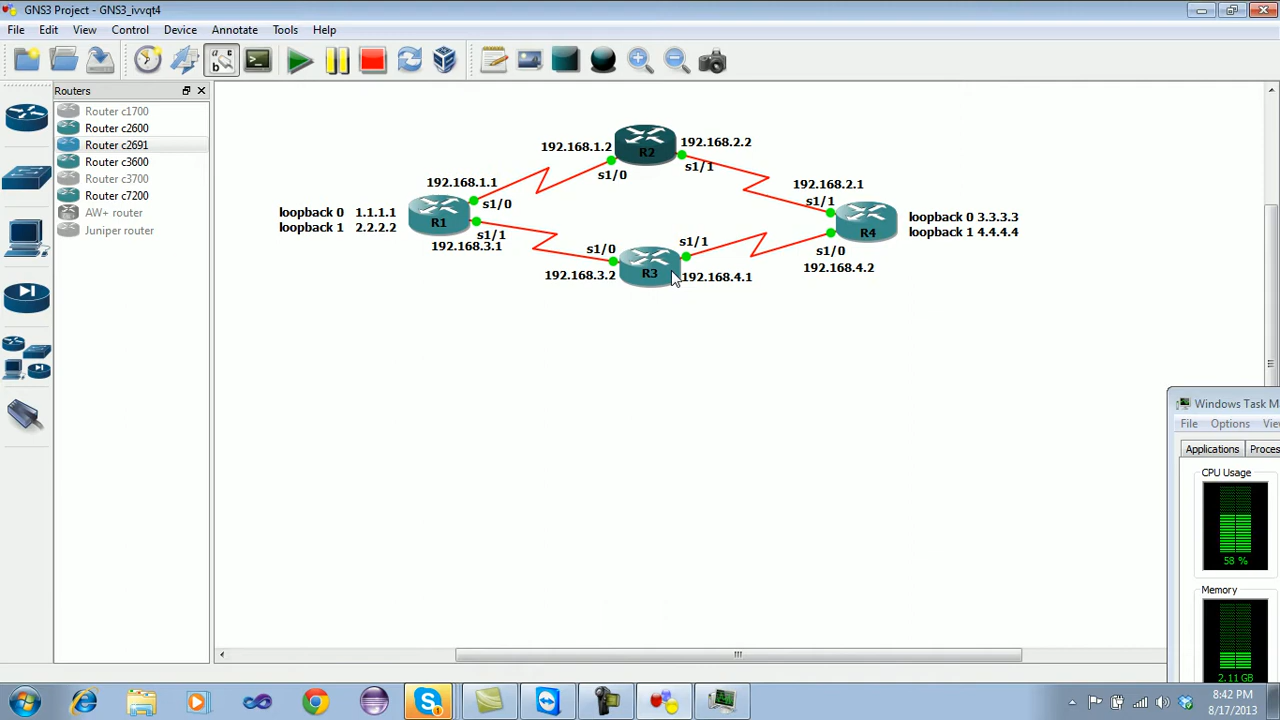 GNS3 Project - GNS3_ivvqt4
File Edit View Control Device Annotate Tools Help
Routers
Router c1700
Router c2600
Router c2691
Router c3600
Router c3700
Router c7200
AW+ router
Juniper router
192.168.1.2
R2
192.168.2.2
s1/0
s1/1
192.168.1.1
s1/0
loopback 0 1.1.1.1
loopback 1 2.2.2.2
R1
s1/1
192.168.3.1
192.168.2.1
s1/1
R4
loopback 0 3.3.3.3
loopback 1 4.4.4.4
s1/0
192.168.4.2
s1/0
s1/1
R3
192.168.3.2
192.168.4.1
Windows Task M
File Options Vie
Applications Proces
CPU Usage
58 %
Memory
2.11 GB
8:42 PM
8/17/2013